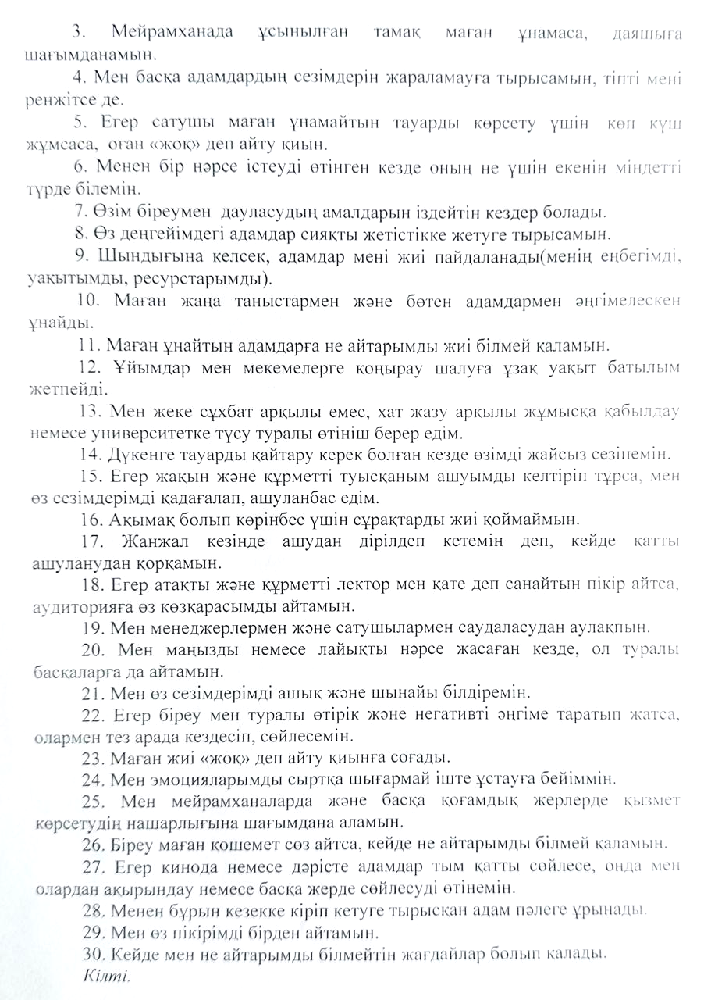 3. Мейрамханада ұсынылған тамақ маған ұнамаса, даяшыға
шағымданамын.
4. Мен басқа адамдардың сезімдерін жараламауға тырысамын, тіпті мені
ренжітсе де.
5. Егер сатушы маған ұнамайтын тауарды көрсету үшін көп күш
жұмсаса, оған «жоқ» деп айту қиын.
6. Менен бір нәрсе істеуді өтінген кезде оның не үшін екенін міндетті
түрде білемін.
7. Өзім біреумен дауласудың амалдарын іздейтін кездер болады.
8. Өз деңгейімдегі адамдар сияқты жетістікке жетуге тырысамын.
9. Шындығына келсек, адамдар мені жиі пайдаланады(менің еңбегімді,
уақытымды, ресурстарымды).
10. Маған жаңа таныстармен және бөтен адамдармен әңгімелескен
ұнайды.
11. Маған ұнайтын адамдарға не айтарымды жиі білмей қаламын.
12. Ұйымдар мен мекемелерге қоңырау шалуға ұзақ уақыт батылым
жетпейді.
13. Мен жеке сұхбат арқылы емес, хат жазу арқылы жұмысқа қабылдау
немесе университетке түсу туралы өтініш берер едім.
14. Дүкенге тауарды қайтару керек болған кезде өзімді жайсыз сезінемін.
15. Егер жақын және құрметті туысқаным ашуымды келтіріп тұрса, мен
өз сезімдерімді қадағалап, ашуланбас едім.
16. Ақымақ болып көрінбес үшін сұрақтарды жиі қоймаймын.
17. Жанжал кезінде ашудан дірілдеп кетемін деп, кейде қатты
ашуланудан қорқамын.
18. Егер атақты және құрметті лектор мен қате деп санайтын пікір айтса,
аудиторияға өз көзқарасымды айтамын.
19. Мен менеджерлермен және сатушылармен саудаласудан аулақпын.
20. Мен маңызды немесе лайықты нәрсе жасаған кезде, ол туралы
басқаларға да айтамын.
21. Мен өз сезімдерімді ашық және шынайы білдіремін.
22. Егер біреу мен туралы өтірік және негативті әңгіме таратып жатса,
олармен тез арада кездесіп, сөйлесемін.
23. Маған жиі «жоқ» деп айту қиынға соғады.
24. Мен эмоцияларымды сыртқа шығармай іште ұстауға бейіммін.
25. Мен мейрамханаларда және басқа қоғамдық жерлерде қызмет
көрсетудің нашарлығына шағымдана аламын.
26. Біреу маған қошемет сөз айтса, кейде не айтарымды білмей қаламын.
27. Егер кинода немесе дәрісте адамдар тым қатты сөйлесе, онда мен
олардан ақырындау немесе басқа жерде сөйлесуді өтінемін.
28. Менен бұрын кезекке кіріп кетуге тырысқан адам пәлеге ұрынады.
29. Мен өз пікірімді бірден айтамын.
30. Кейде мен не айтарымды білмейтін жағдайлар болып қалады.
Кілті.